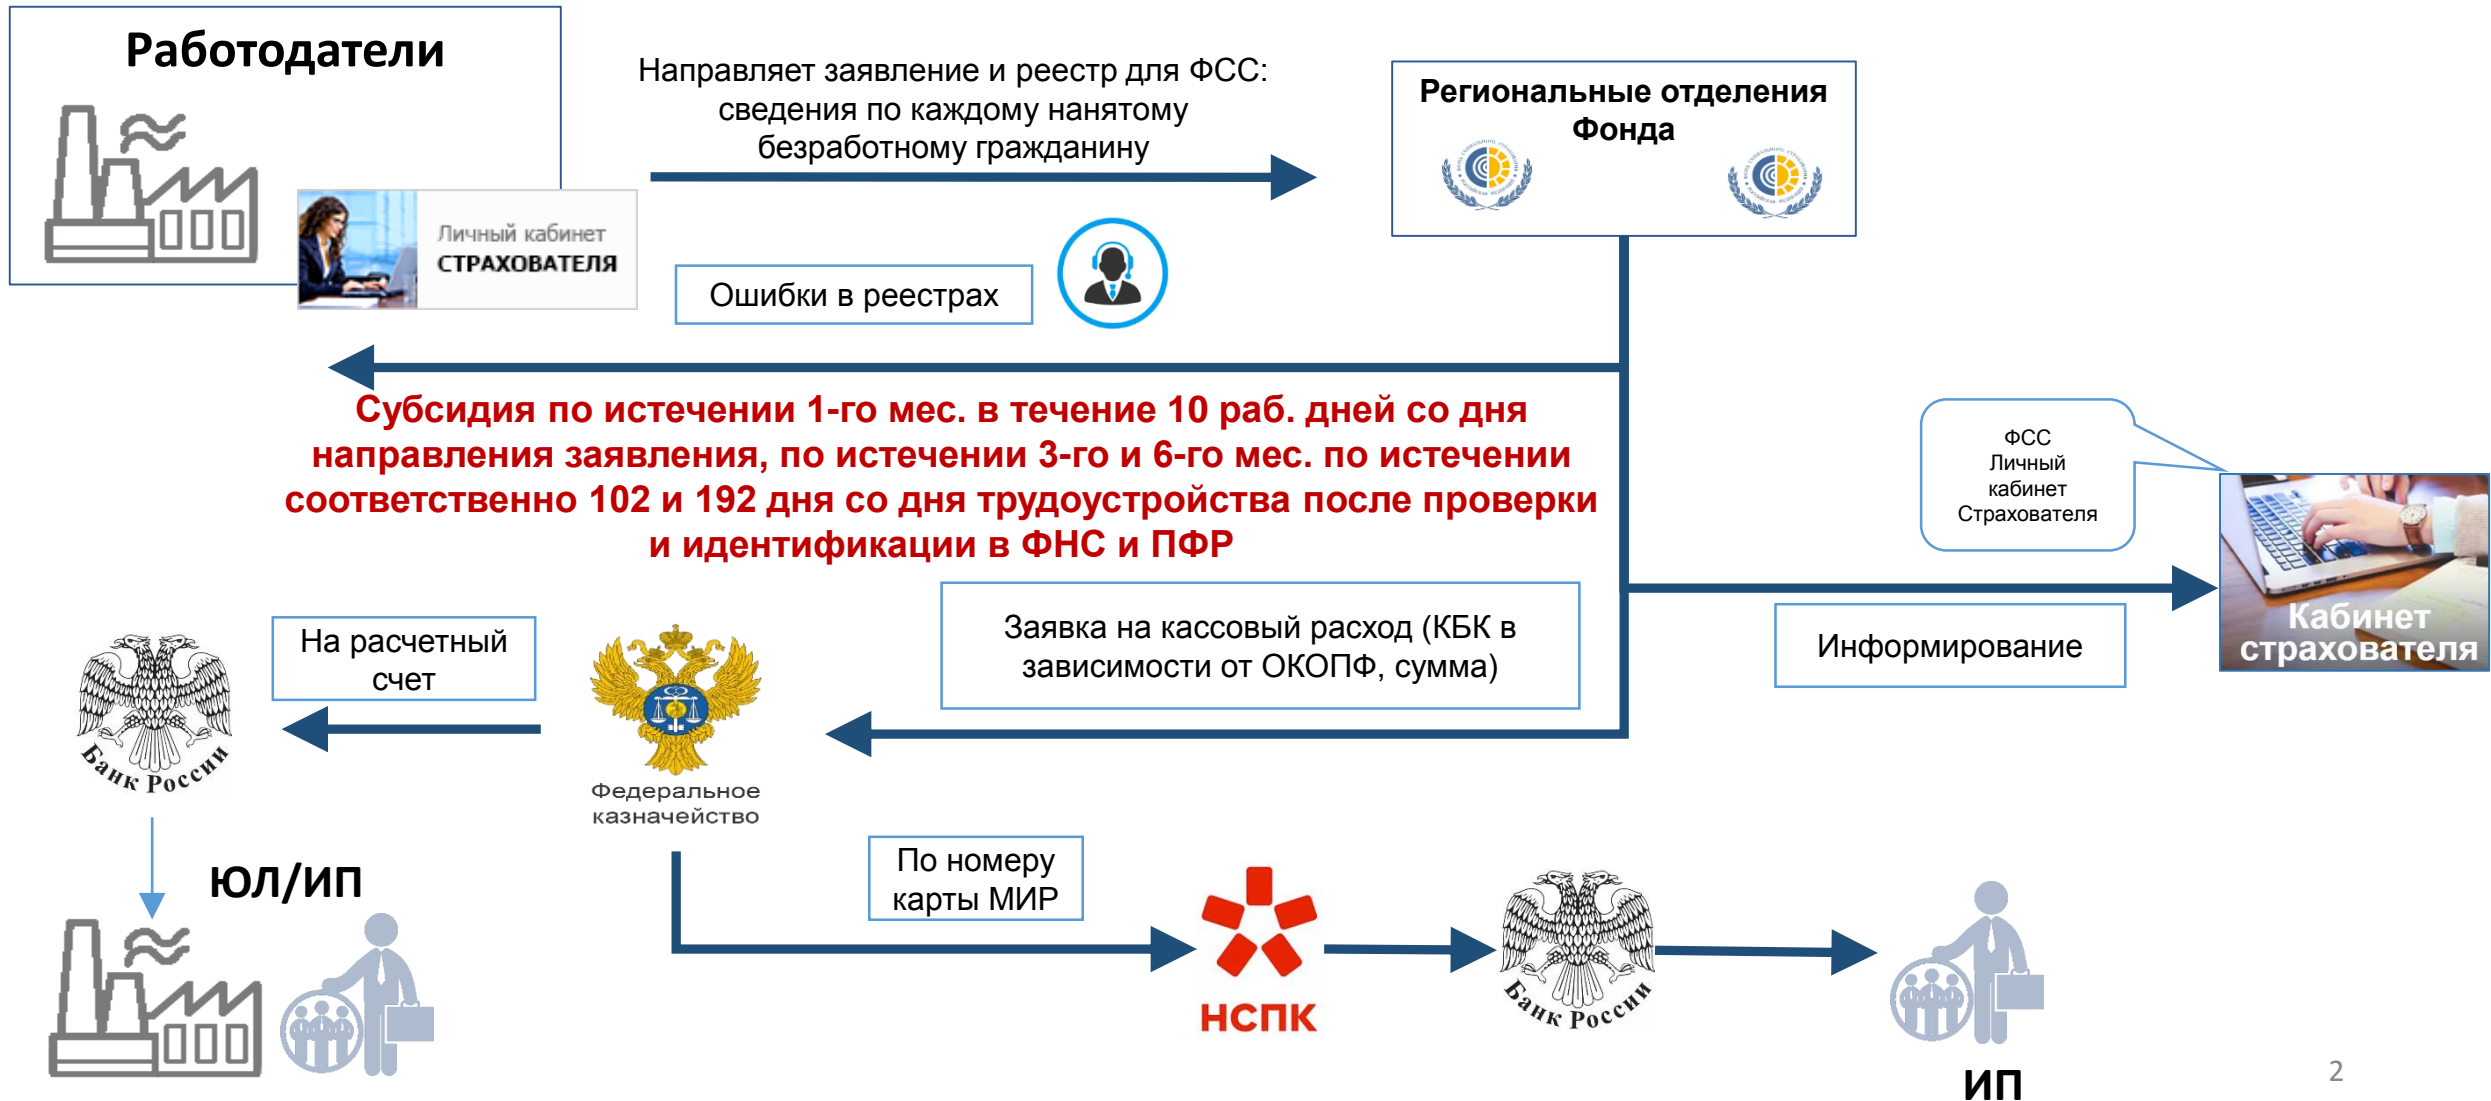 Работодатели
Личный кабинет
СТРАХОВАТЕЛЯ
Направляет заявление и реестр для ФСС:
сведения по каждому нанятому
безработному гражданину
Региональные отделения
Фонда
Ошибки в реестрах
Субсидия по истечении 1-го мес. в течение 10 раб. дней со дня
направления заявления, по истечении 3-го и 6-го мес. по истечении
соответственно 102 и 192 дня со дня трудоустройства после проверки
и идентификации в ФНС и ПФР
ФСС
Личный
кабинет
Страхователя
Кабинет
страхователя
Информирование
Заявка на кассовый расход (КБК в
зависимости от ОКОПФ, сумма)
На расчетный
счет
Банк России
Федеральное
казначейство
ЮЛ/ИП
По номеру
карты МИР
НСПК
Банк России
ИП
2